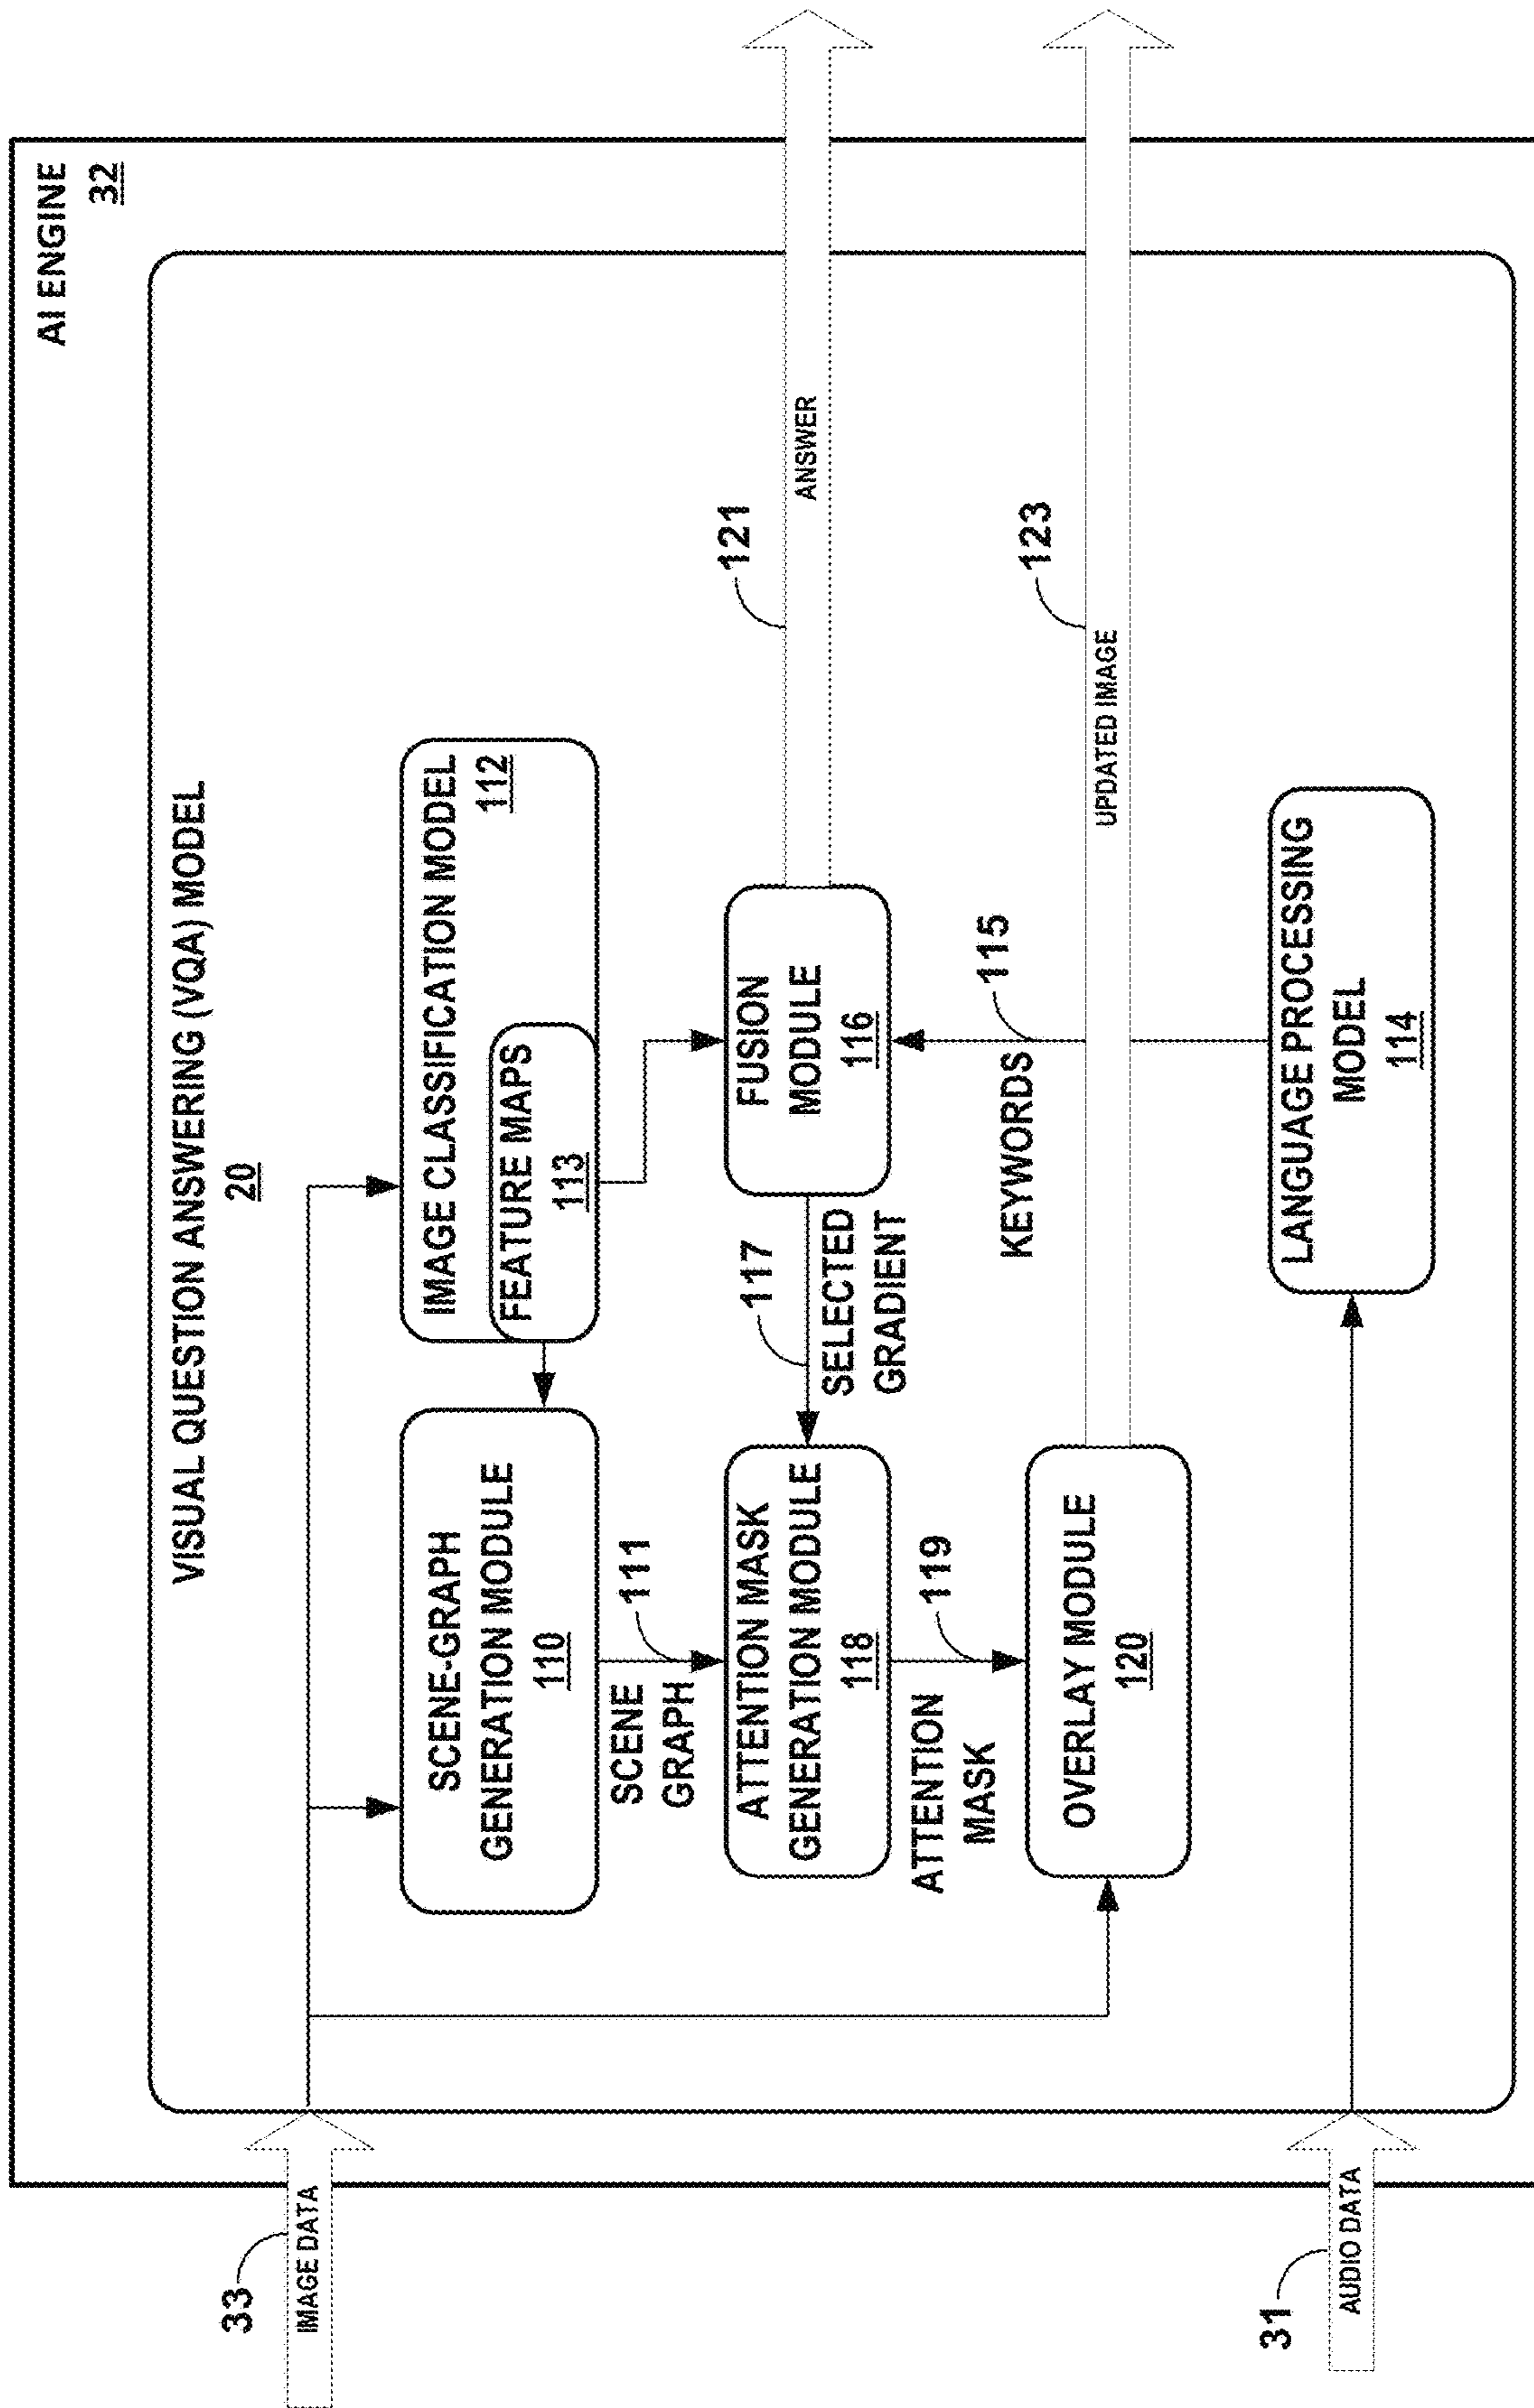 AI ENGINE
32
VISUAL QUESTION ANSWERING (VQA) MODEL
20
33
IMAGE DATA
SCENE-GRAPH
GENERATION MODULE
110
IMAGE CLASSIFICATION MODEL
112
FEATURE MAPS
113
SCENE
GRAPH
111
117
SELECTED
GRADIENT
121
ANSWER
ATTENTION MASK
GENERATION MODULE
118
FUSION
MODULE
116
ATTENTION
MASK
119
KEYWORDS
115
123
UPDATED IMAGE
OVERLAY MODULE
120
31
AUDIO DATA
LANGUAGE PROCESSING
MODEL
114